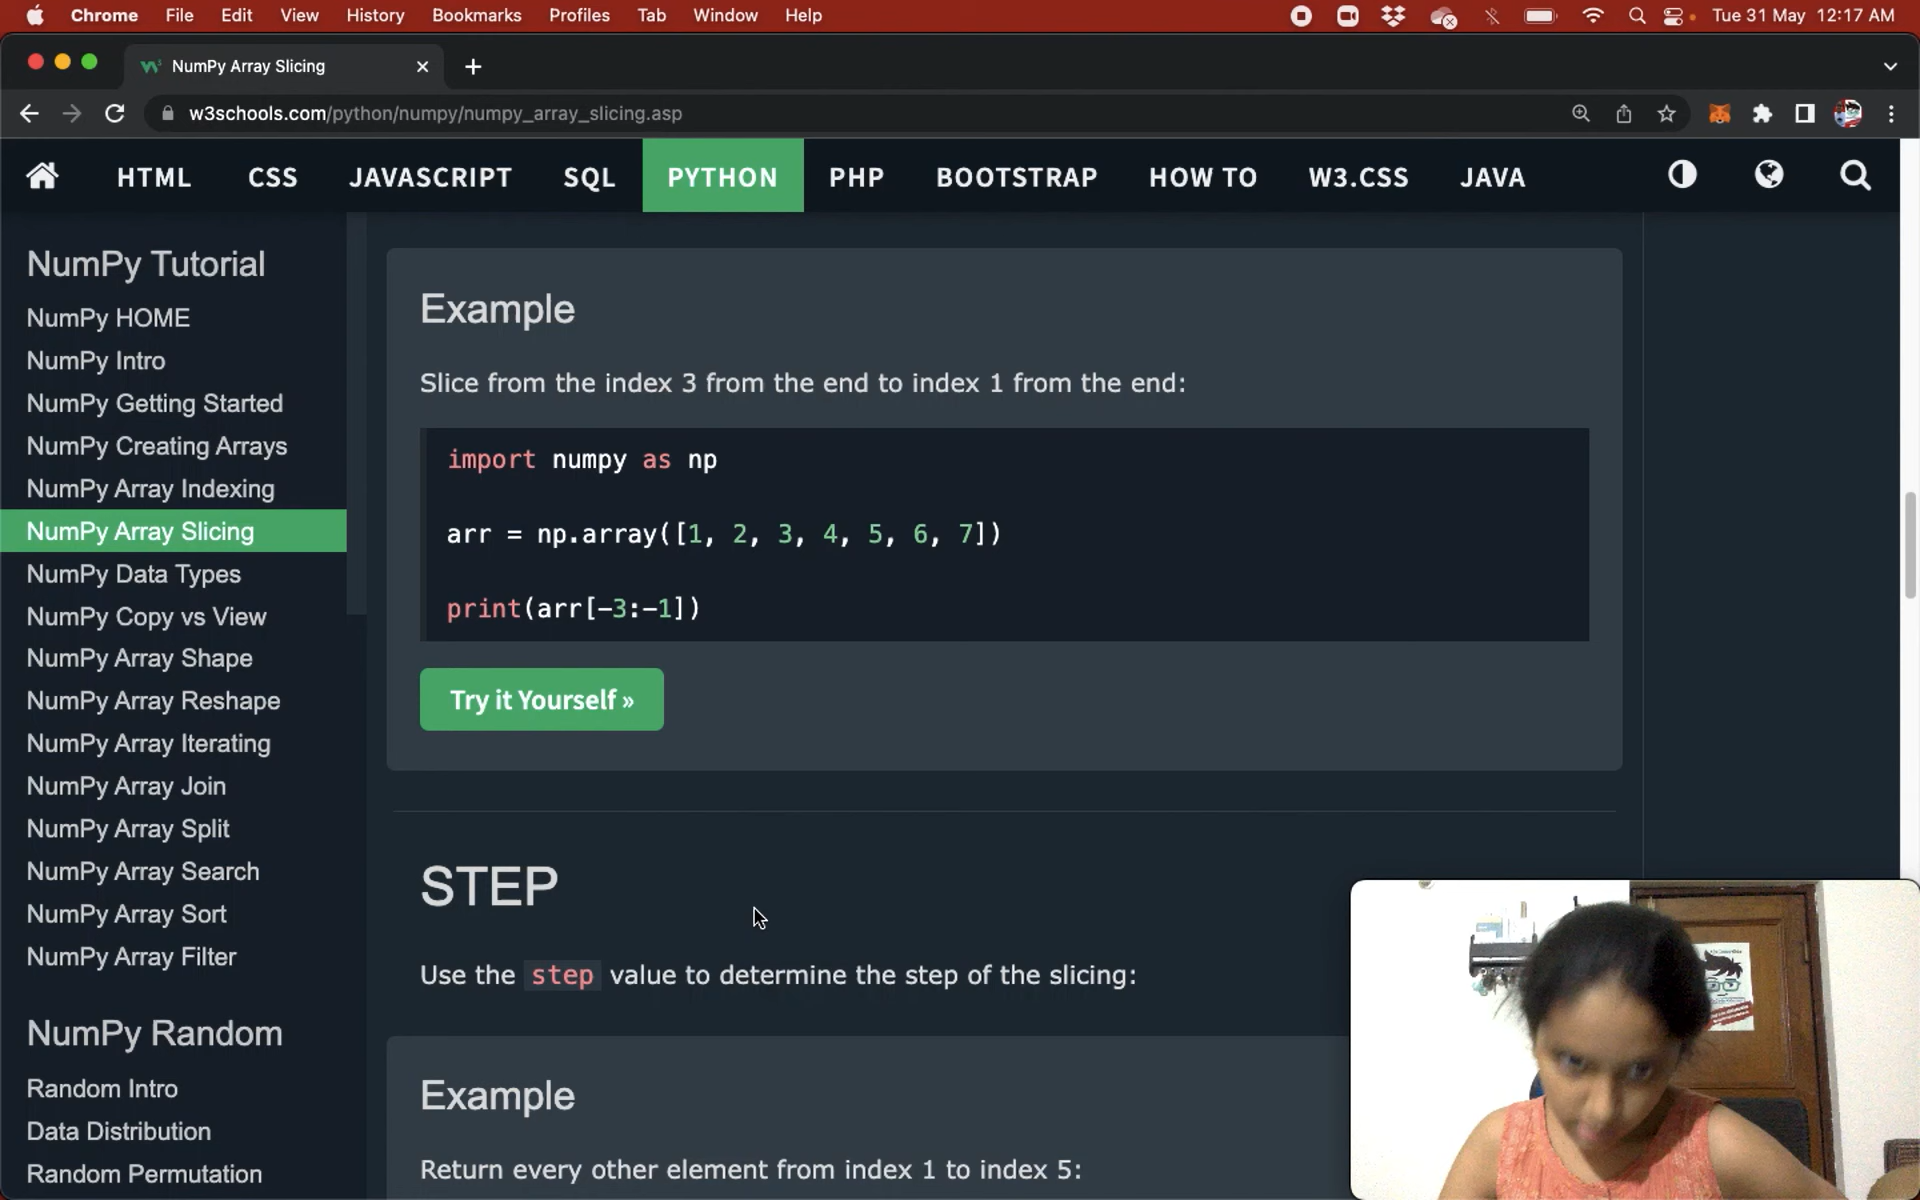 Chrome File Edit View History Bookmarks Profiles Tab Window Help Tue 31 May 12:17 AM
NumPy Array Slicing
w3schools.com/python/numpy/numpy_array_slicing.asp
HTML CSS JAVASCRIPT SQL PYTHON PHP BOOTSTRAP HOW TO W3.CSS JAVA
NumPy Tutorial
NumPy HOME
NumPy Intro
NumPy Getting Started
NumPy Creating Arrays
NumPy Array Indexing
NumPy Array Slicing
NumPy Data Types
NumPy Copy vs View
NumPy Array Shape
NumPy Array Reshape
NumPy Array Iterating
NumPy Array Join
NumPy Array Split
NumPy Array Search
NumPy Array Sort
NumPy Array Filter
NumPy Random
Random Intro
Data Distribution
Random Permutation
Example
Slice from the index 3 from the end to index 1 from the end:
import numpy as np
arr = np.array([1, 2, 3, 4, 5, 6, 7])
print(arr[-3:-1])
Try it Yourself »
STEP
Use the step value to determine the step of the slicing:
Example
Return every other element from index 1 to index 5: